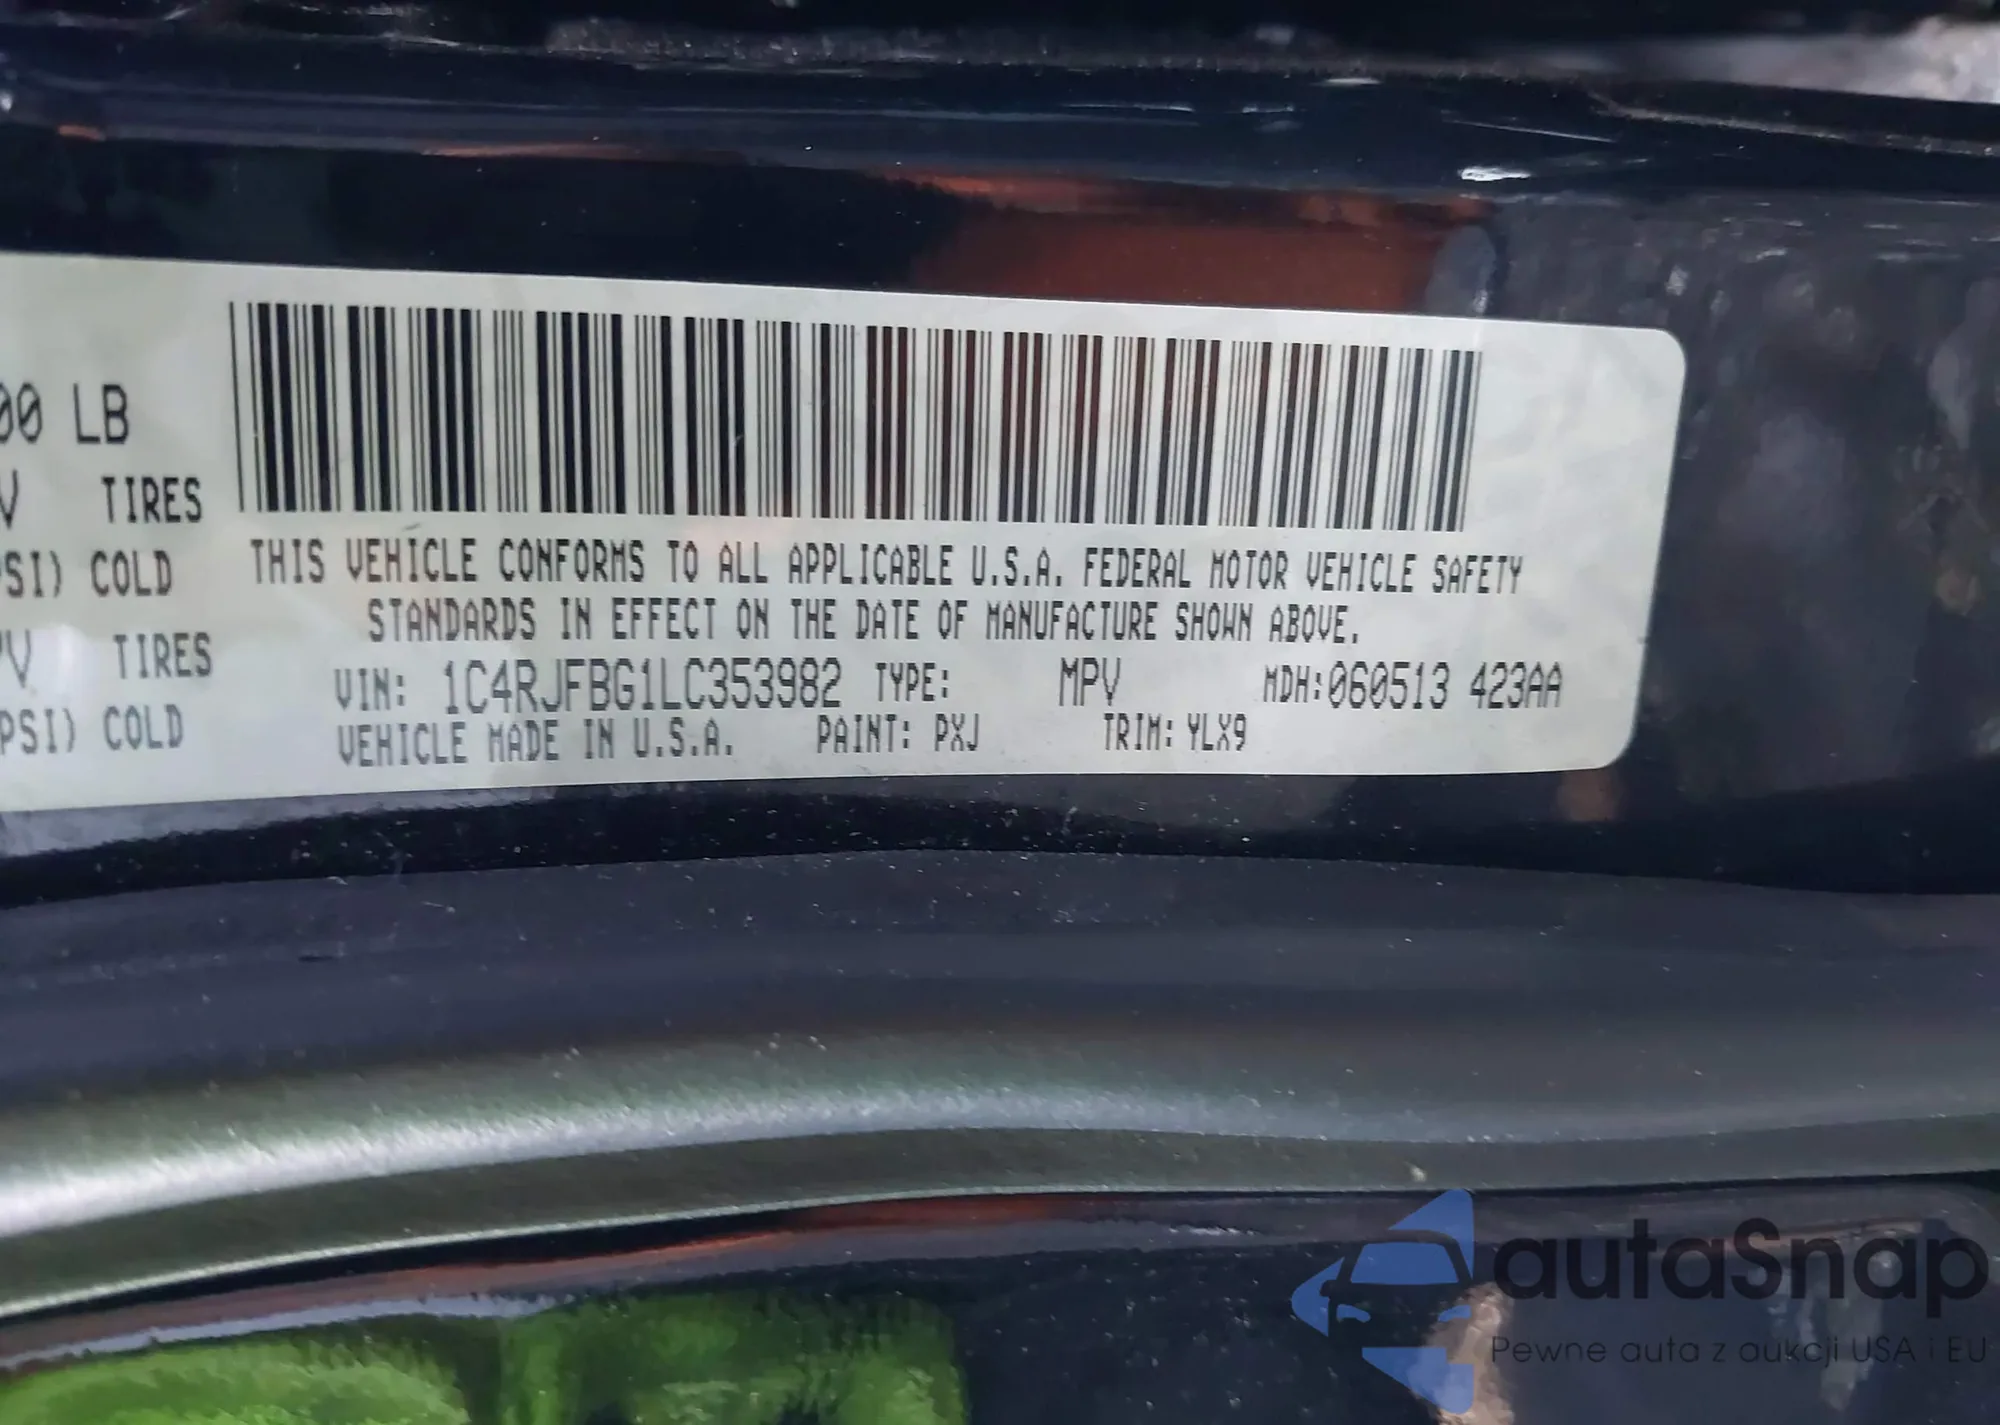 00 LB
V TIRES
PSI) COLD
PV TIRES
PSI) COLD
THIS VEHICLE CONFORMS TO ALL APPLICABLE U.S.A. FEDERAL MOTOR VEHICLE SAFETY
STANDARDS IN EFFECT ON THE DATE OF MANUFACTURE SHOWN ABOVE.
VIN: 1C4RJFBG1LC353982 TYPE: MPV MDH:060513 423AA
VEHICLE MADE IN U.S.A. PAINT: PXJ TRIM: YLX9
autaSnap
Pewne auta z aukcji USA i EU